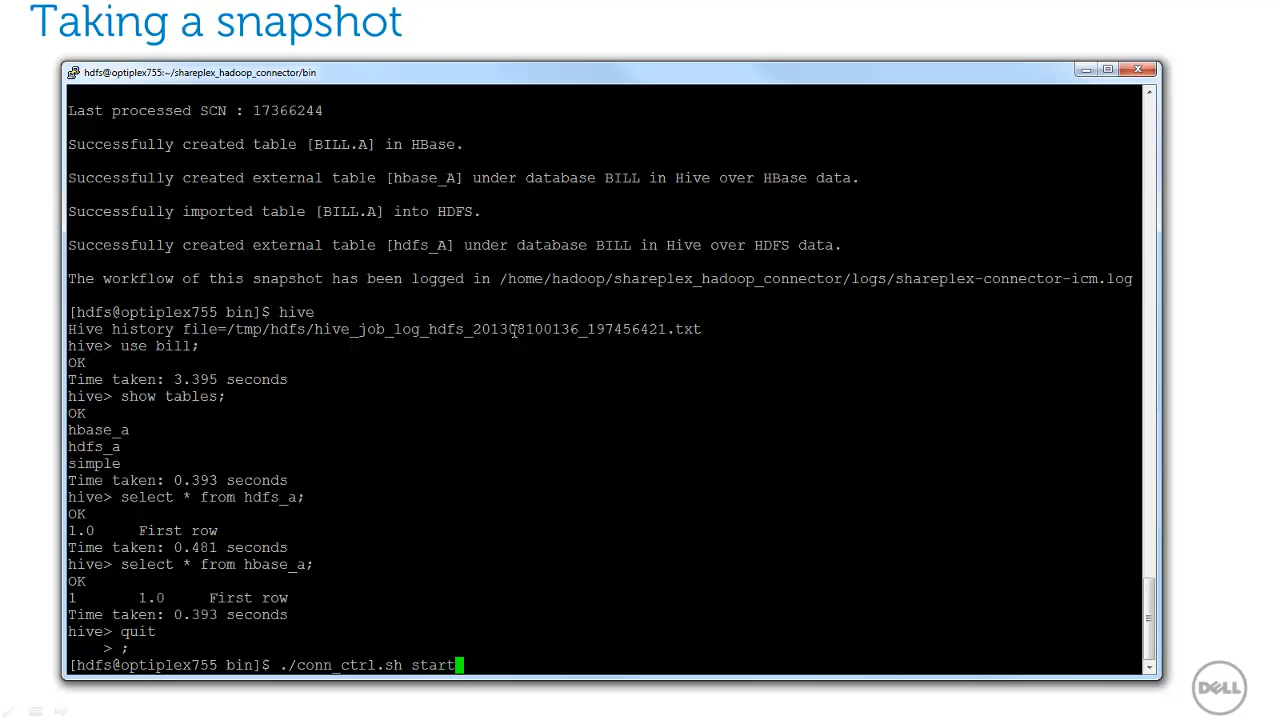 Taking a snapshot
hdfs@optiplex755:~/shareplex_hadoop_connector/bin
Last processed SCN : 17366244
Successfully created table [BILL.A] in HBase.
Successfully created external table [hbase_A] under database BILL in Hive over HBase data.
Successfully imported table [BILL.A] into HDFS.
Successfully created external table [hdfs_A] under database BILL in Hive over HDFS data.
The workflow of this snapshot has been logged in /home/hadoop/shareplex_hadoop_connector/logs/shareplex-connector-icm.log
[hdfs@optiplex755 bin]$ hive
Hive history file=/tmp/hdfs/hive_job_log_hdfs_201308100136_197456421.txt
hive> use bill;
OK
Time taken: 3.395 seconds
hive> show tables;
OK
hbase_a
hdfs_a
simple
Time taken: 0.393 seconds
hive> select * from hdfs_a;
OK
1.0 First row
Time taken: 0.481 seconds
hive> select * from hbase_a;
OK
1 1.0 First row
Time taken: 0.393 seconds
hive> quit
> ;
[hdfs@optiplex755 bin]$ ./conn_ctrl.sh start
DELL